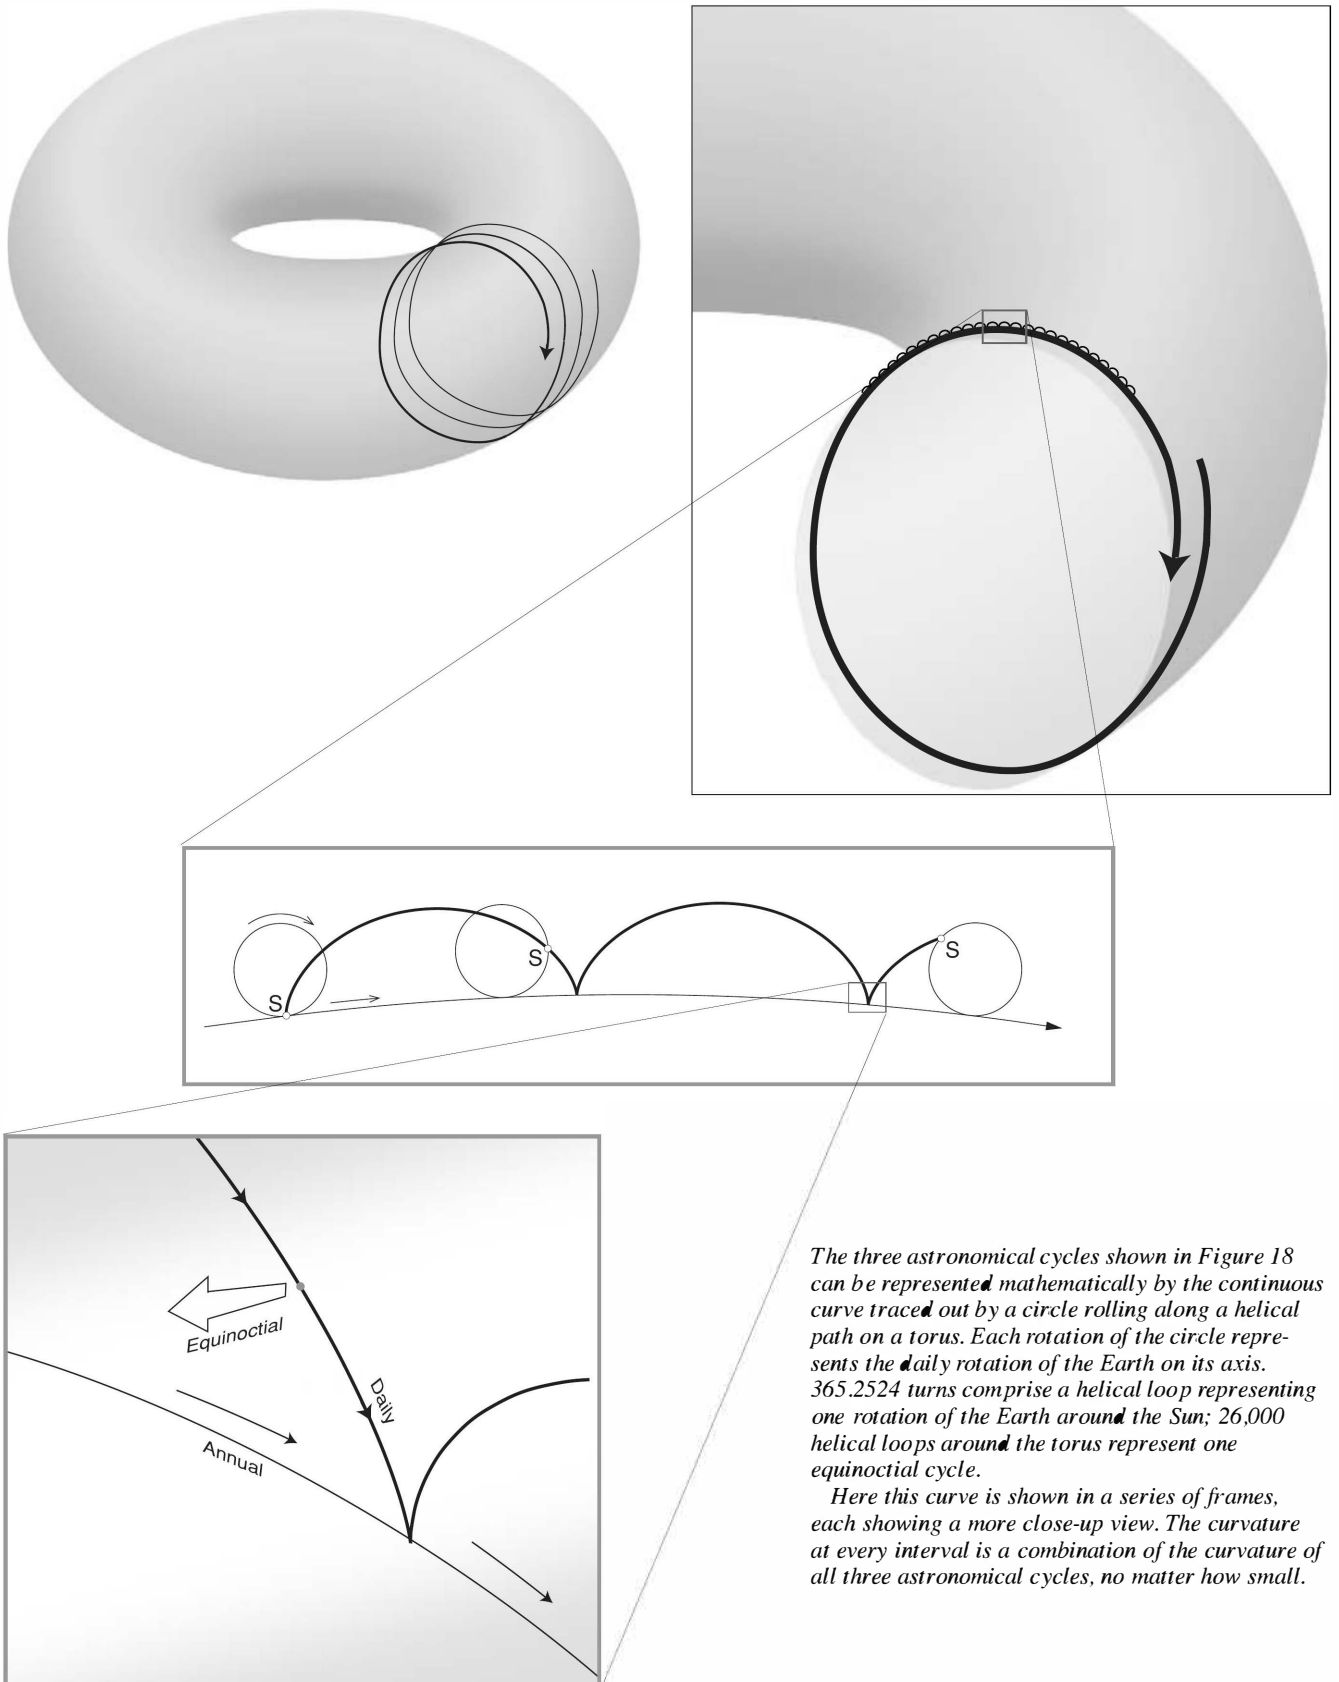 S
S
S
Equinoctial
Daily
Annual
The three astronomical cycles shown in Figure 18
can be represented mathematically by the continuous
curve traced out by a circle rolling along a helical
path on a torus. Each rotation of the circle repre-
sents the daily rotation of the Earth on its axis.
365.2524 turns comprise a helical loop representing
one rotation of the Earth around the Sun; 26,000
helical loops around the torus represent one
equinoctial cycle.
Here this curve is shown in a series of frames,
each showing a more close-up view. The curvature
at every interval is a combination of the curvature of
all three astronomical cycles, no matter how small.